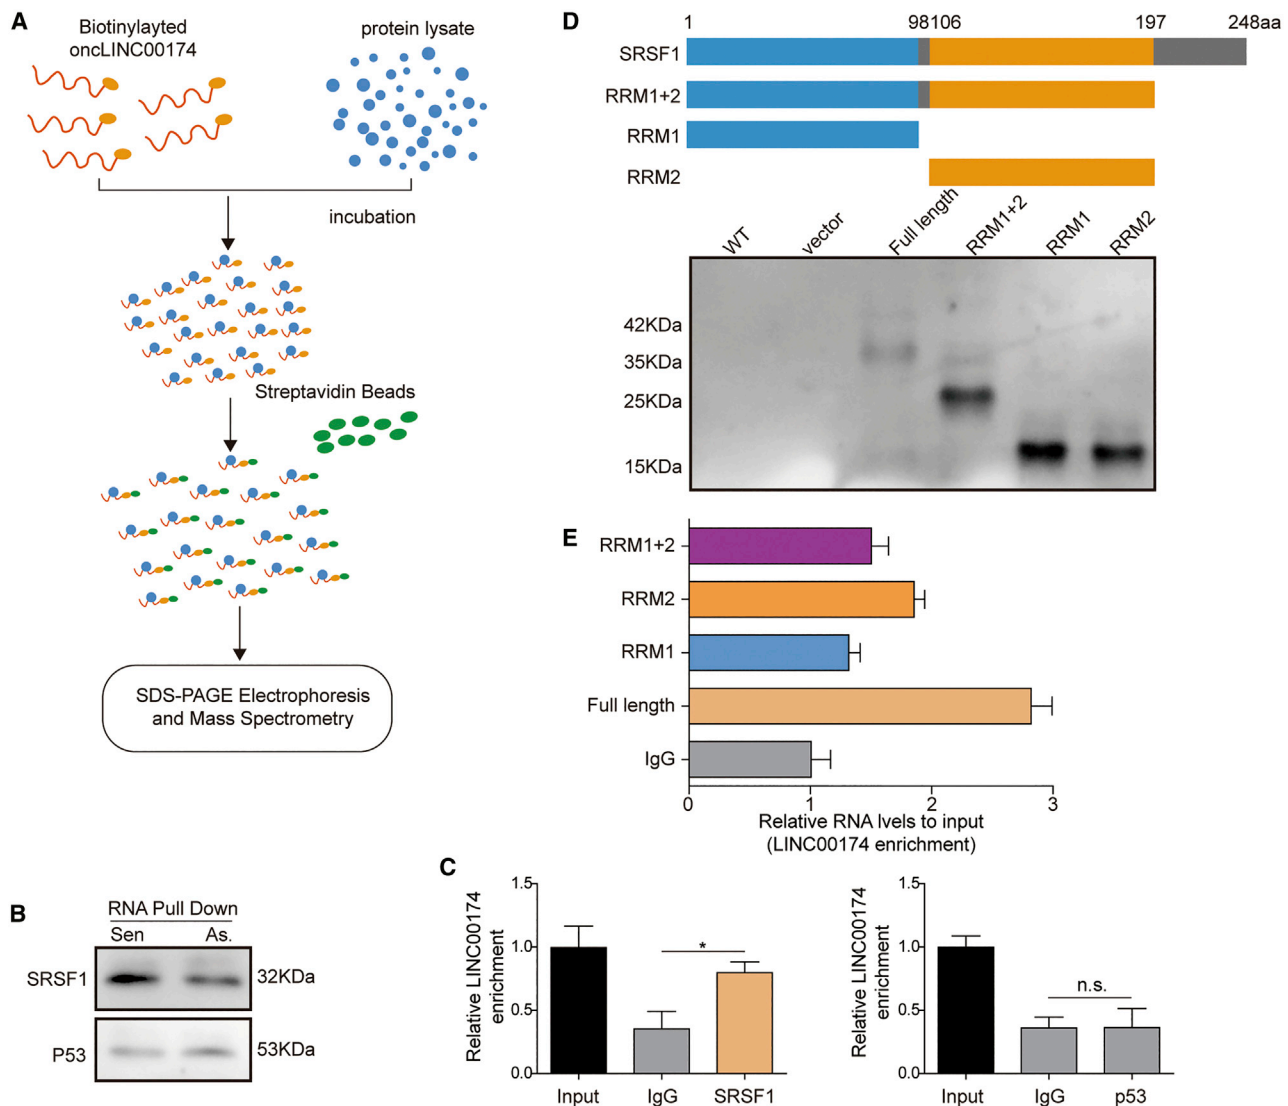 A
Biotinylayted
oncLINC00174
protein lysate
incubation
Streptavidin Beads
SDS-PAGE Electrophoresis
and Mass Spectrometry
B
RNA Pull Down
Sen As.
SRSF1 32KDa
P53 53KDa
D
1 98 106 197 248aa
SRSF1
RRM1+2
RRM1
RRM2
WT vector Full length RRM1+2 RRM1 RRM2
42KDa
35KDa
25KDa
15KDa
E
RRM1+2
RRM2
RRM1
Full length
IgG
0 1 2 3
Relative RNA lvels to input
(LINC00174 enrichment)
C
Relative LINC00174
enrichment
1.5
1.0
0.5
0.0
*
Input IgG SRSF1
Relative LINC00174
enrichment
1.5
1.0
0.5
0.0
n.s.
Input IgG p53